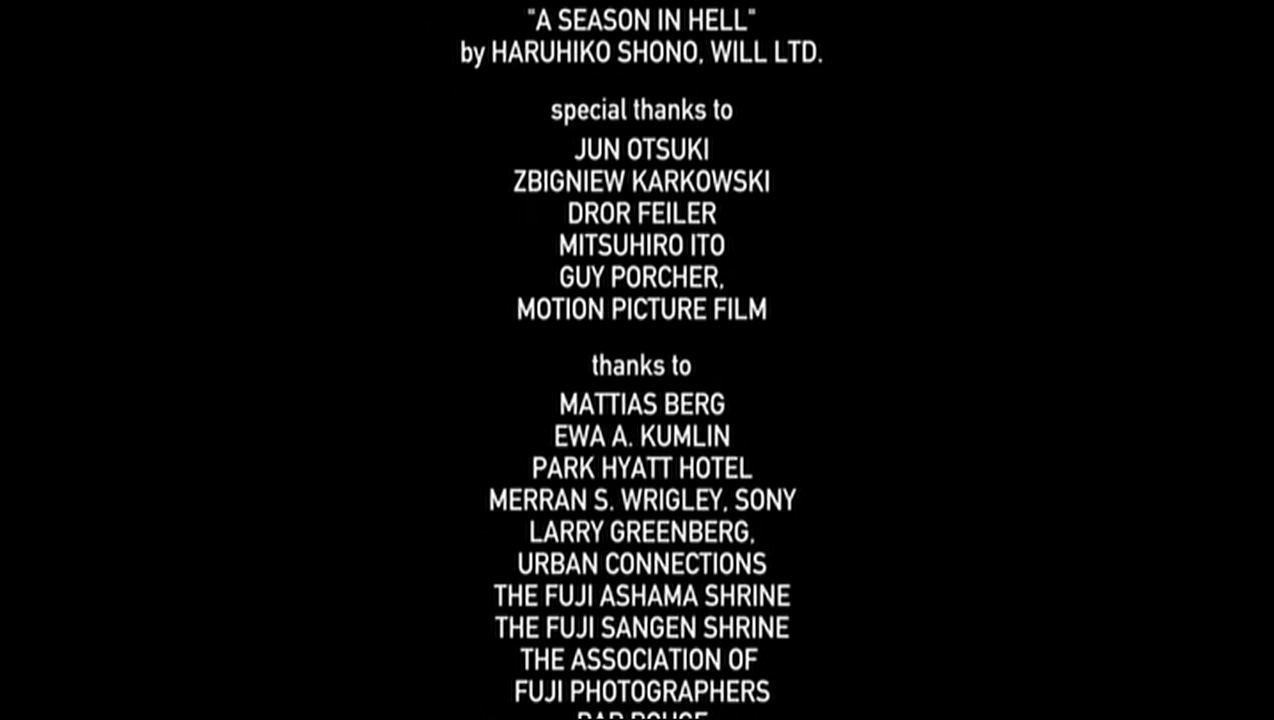 "A SEASON IN HELL"
by HARUHIKO SHONO, WILL LTD.
special thanks to
JUN OTSUKI
ZBIGNIEW KARKOWSKI
DROR FEILER
MITSUHIRO ITO
GUY PORCHER,
MOTION PICTURE FILM
thanks to
MATTIAS BERG
EWA A. KUMLIN
PARK HYATT HOTEL
MERRAN S. WRIGLEY, SONY
LARRY GREENBERG,
URBAN CONNECTIONS
THE FUJI ASHAMA SHRINE
THE FUJI SANGEN SHRINE
THE ASSOCIATION OF
FUJI PHOTOGRAPHERS